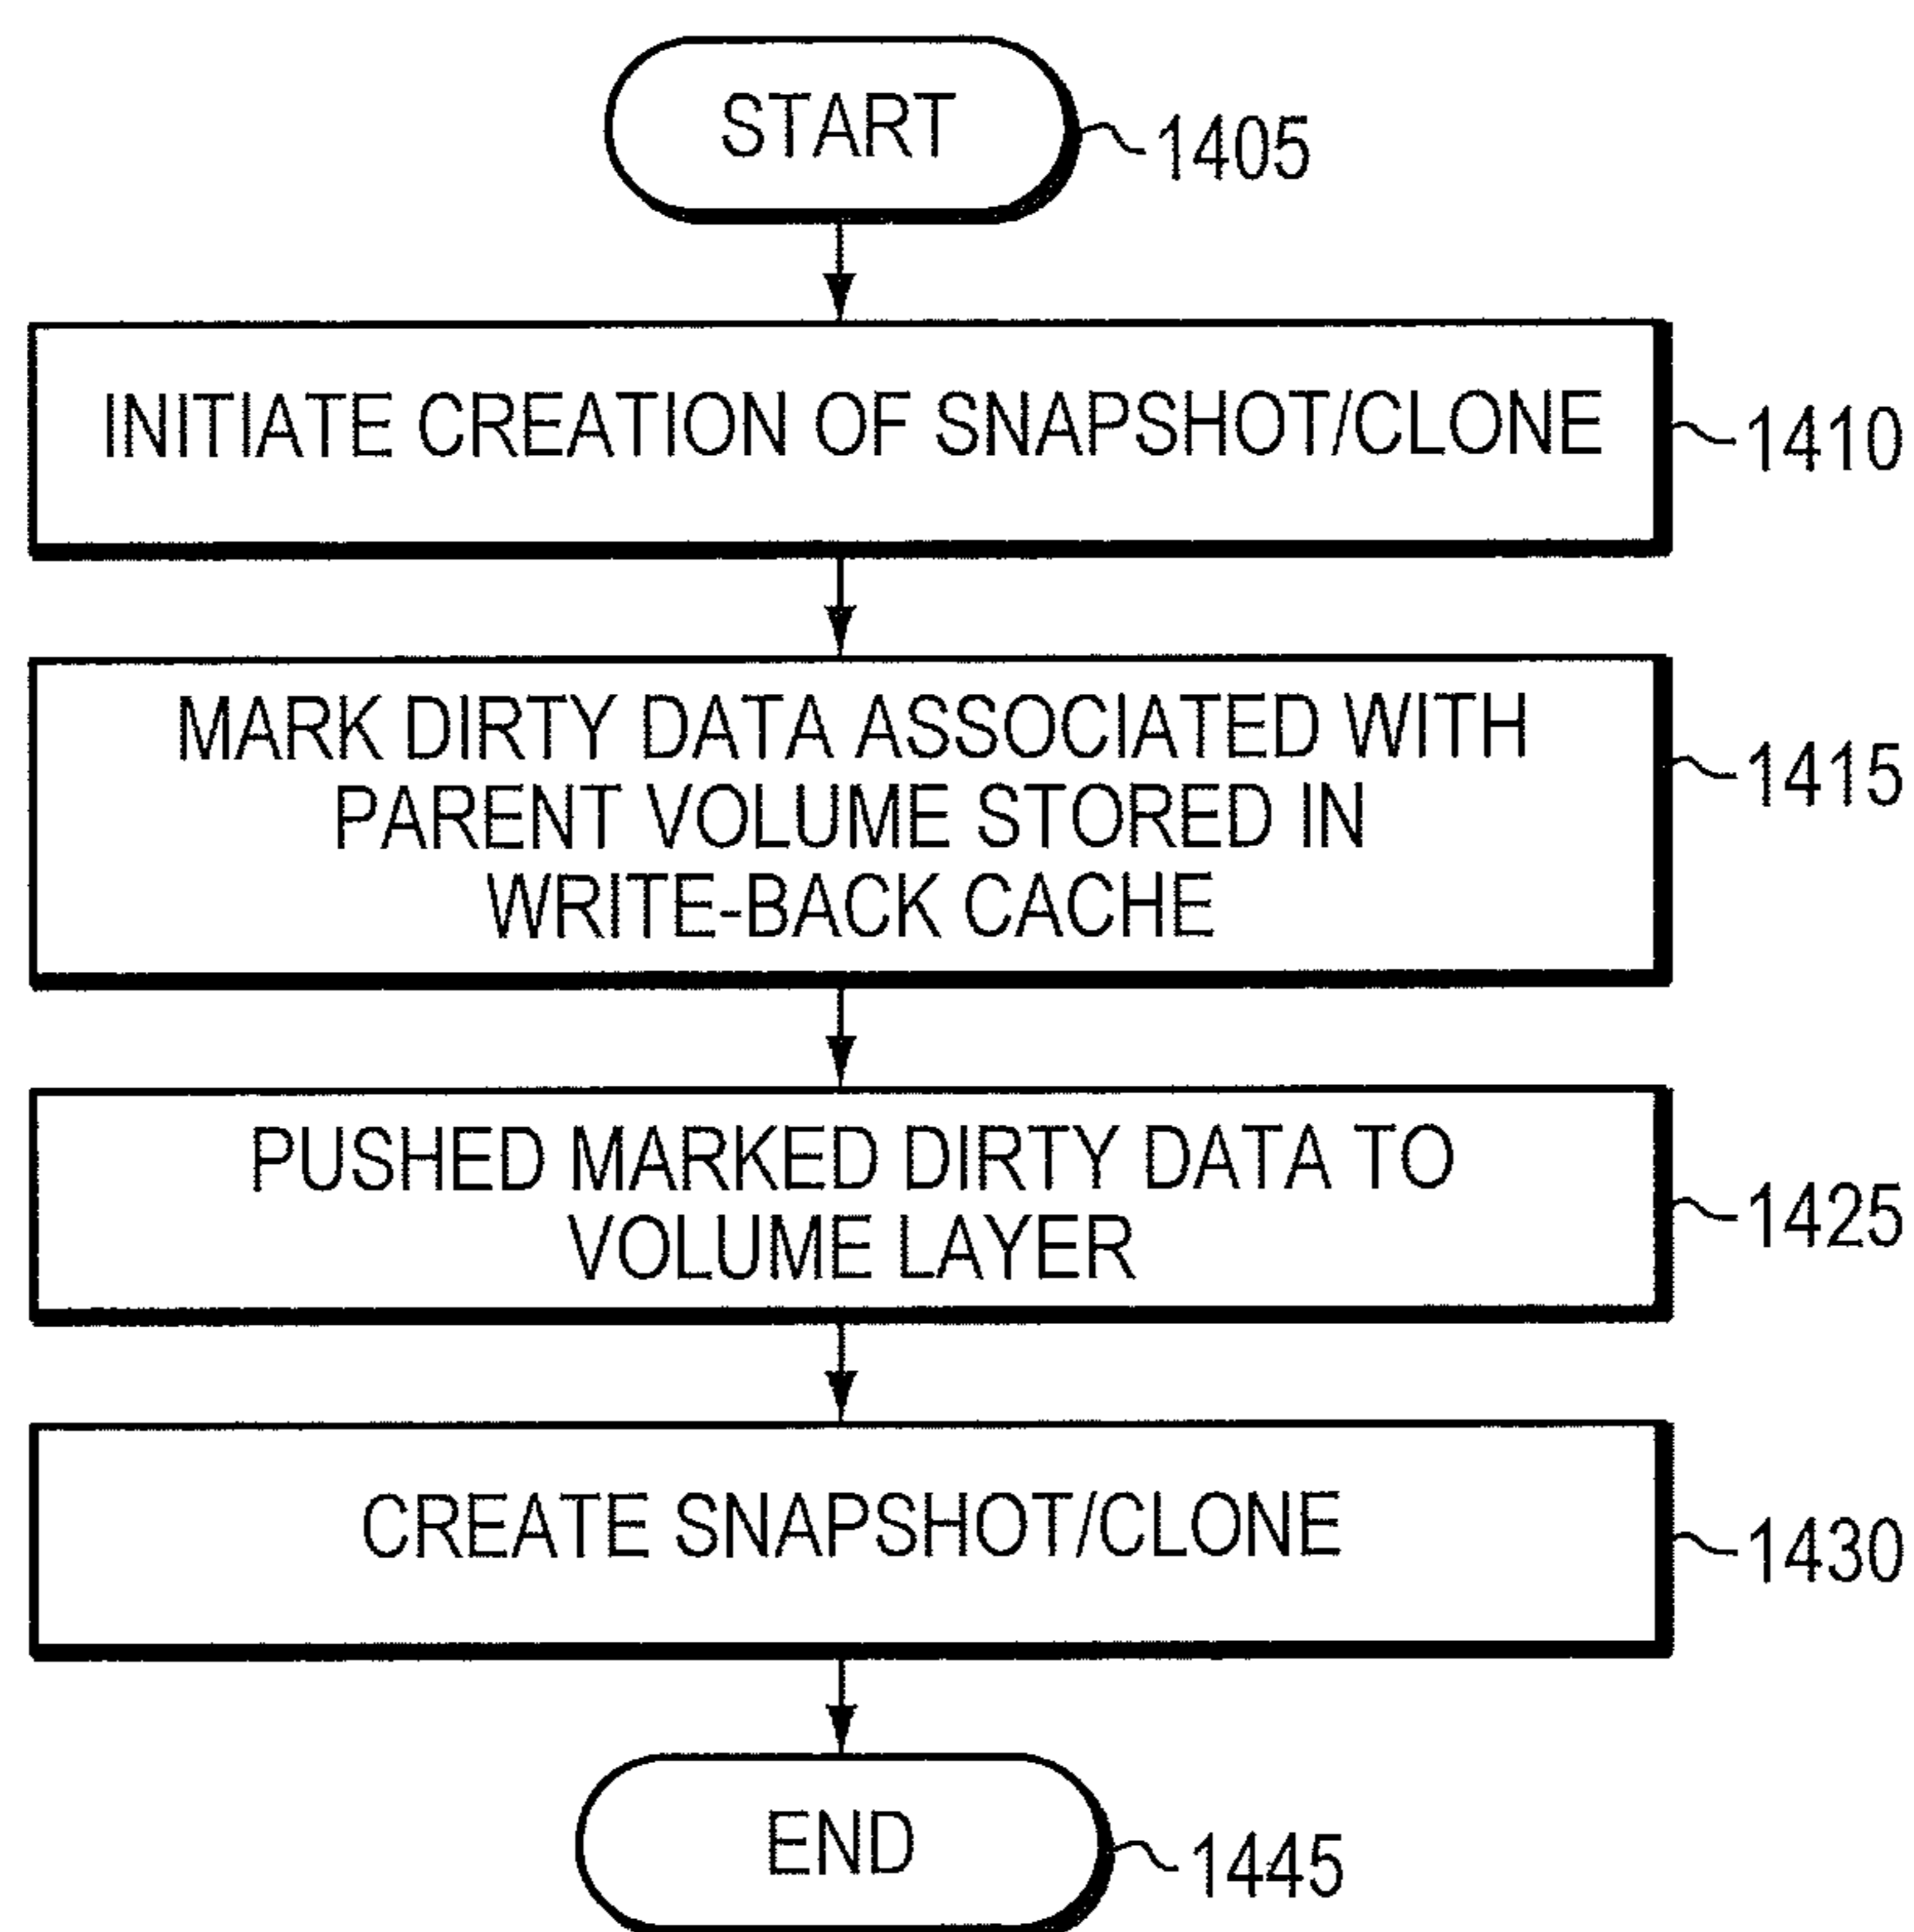 START
1405
INITIATE CREATION OF SNAPSHOT/CLONE
1410
MARK DIRTY DATA ASSOCIATED WITH
PARENT VOLUME STORED IN
WRITE-BACK CACHE
1415
PUSHED MARKED DIRTY DATA TO
VOLUME LAYER
1425
CREATE SNAPSHOT/CLONE
1430
END
1445